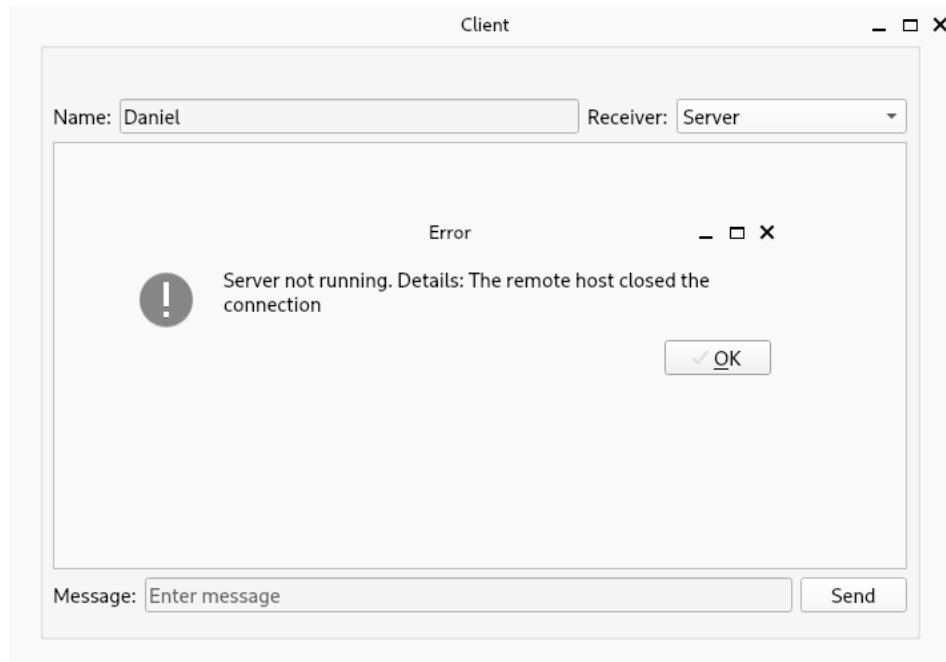 Client
Name: Daniel Receiver: Server
Error
Server not running. Details: The remote host closed the
connection
OK
Message: Enter message Send